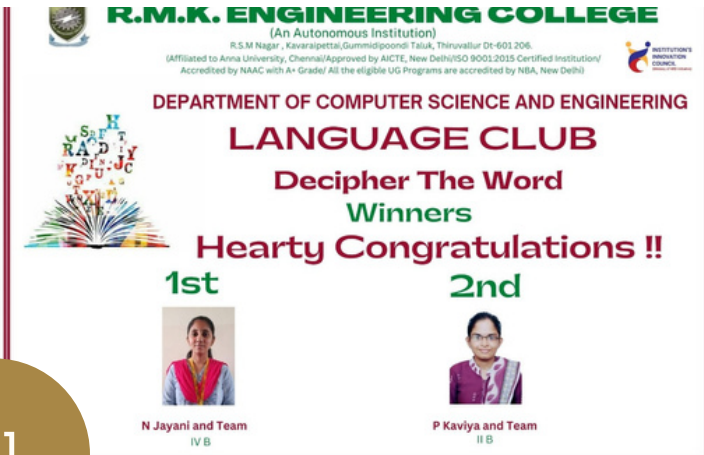 R.M.K. ENGINEERING COLLEGE
(An Autonomous Institution)
R.S.M Nagar , Kavaraipettai,Gummidipoondi Taluk, Thiruvallur Dt-601 206.
(Affiliated to Anna University, Chennai/Approved by AICTE, New Delhi/ISO 9001:2015 Certified Institution/
Accredited by NAAC with A+ Grade/ All the eligible UG Programs are accredited by NBA, New Delhi)
INSTITUTION'S
INNOVATION
COUNCIL
DEPARTMENT OF COMPUTER SCIENCE AND ENGINEERING
LANGUAGE CLUB
Decipher The Word
Winners
Hearty Congratulations !!
1st
2nd
N Jayani and Team
P Kaviya and Team
IV B
II B
1